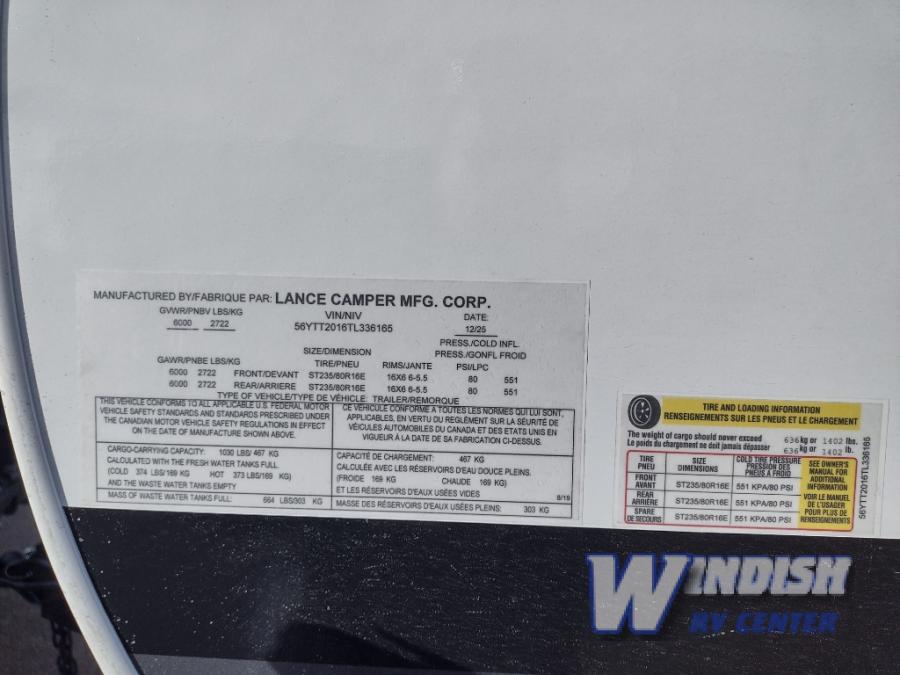 MANUFACTURED BY/FABRIQUE PAR: LANCE CAMPER MFG. CORP.
GVWR/PNBV LBS/KG VIN/NIV DATE:
6000 2722 56YTT2016TL336165 12/25
PRESS./COLD INFL.
SIZE/DIMENSION PRESS./GONFL FROID
GAWR/PNBE LBS/KG TIRE/PNEU RIMS/JANTE PSI/LPC
6000 2722 FRONT/DEVANT ST235/80R16E 16X6 6-5.5 80 551
6000 2722 REAR/ARRIERE ST235/80R16E 16X6 6-5.5 80 551
TYPE OF VEHICLE/TYPE DE VÉHICLE: TRAILER/REMORQUE
THIS VEHICLE CONFORMS TO ALL APPLICABLE U.S. FEDERAL MOTOR
VEHICLE SAFETY STANDARDS AND STANDARDS PRESCRIBED UNDER
THE CANADIAN MOTOR VEHICLE SAFETY REGULATIONS IN EFFECT
ON THE DATE OF MANUFACTURE SHOWN ABOVE.
CE VÉHICULE CONFORME A TOUTES LES NORMES QUI LUI SONT,
APPLICABLES, EN VERTU DU RÈGLEMENT SUR LA SÉCURITÉ DE
VÉICULES AUTOMOBILES DU CANADA ET DES ETATS UNIS EN
VIGUEUR À LA DATE DE SA FABRICATION CI-DESSUS.
CARGO-CARRYING CAPACITY: 1030 LBS/ 467 KG
CALCULATED WITH THE FRESH WATER TANKS FULL.
(COLD 374 LBS/169 KG) HOT 373 LBS/169 KG)
AND THE WASTE WATER TANKS EMPTY
MASS OF WASTE WATER TANKS FULL: 664 LBS/303 KG
CAPACITÉ DE CHARGEMENT: 467 KG
CALCULÉE AVEC LES RÉSERVOIRS D'EAU DOUCE PLEINS.
(FROIDE 169 KG CHAUDE 169 KG)
ET LES RÉSERVOIRS D'EAUX USÉES VIDES 8/19
MASSE DES RÉSERVOIRS D'EAUX USÉES PLEINS: 303 KG
TIRE AND LOADING INFORMATION
RENSEIGNEMENTS SUR LES PNEUS ET LE CHARGEMENT
The weight of cargo should never exceed 636 kg or 1402 lbs.
Le poids du chargement ne doit jamais dépasser 636 kg or 1402 lb.
TIRE PNEU SIZE DIMENSIONS COLD TIRE PRESSURE PRESSION DES PNEUS A FROID
FRONT AVANT ST235/80R16E 551 KPA/80 PSI
REAR ARRIÈRE ST235/80R16E 551 KPA/80 PSI
SPARE DE SECOURS ST235/80R16E 551 KPA/80 PSI
SEE OWNER'S
MANUAL FOR
ADDITIONAL
INFORMATION
VOIR LE MANUEL
DE L'USAGER
POUR PLUS DE
RENSEIGNEMENTS
56YTT2016TL336165
WINDISH
RV CENTER